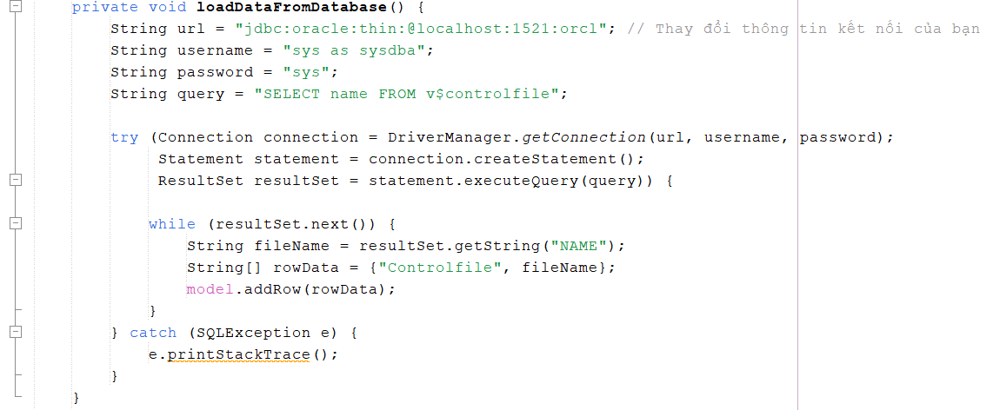 private void loadDataFromDatabase() {
String url = "jdbc:oracle:thin:@localhost:1521:orcl"; // Thay đổi thông tin kết nối của bạn
String username = "sys as sysdba";
String password = "sys";
String query = "SELECT name FROM v$controlfile";
try (Connection connection = DriverManager.getConnection(url, username, password);
Statement statement = connection.createStatement();
ResultSet resultSet = statement.executeQuery(query)) {
while (resultSet.next()) {
String fileName = resultSet.getString("NAME");
String[] rowData = {"Controlfile", fileName};
model.addRow(rowData);
}
} catch (SQLException e) {
e.printStackTrace();
}
}